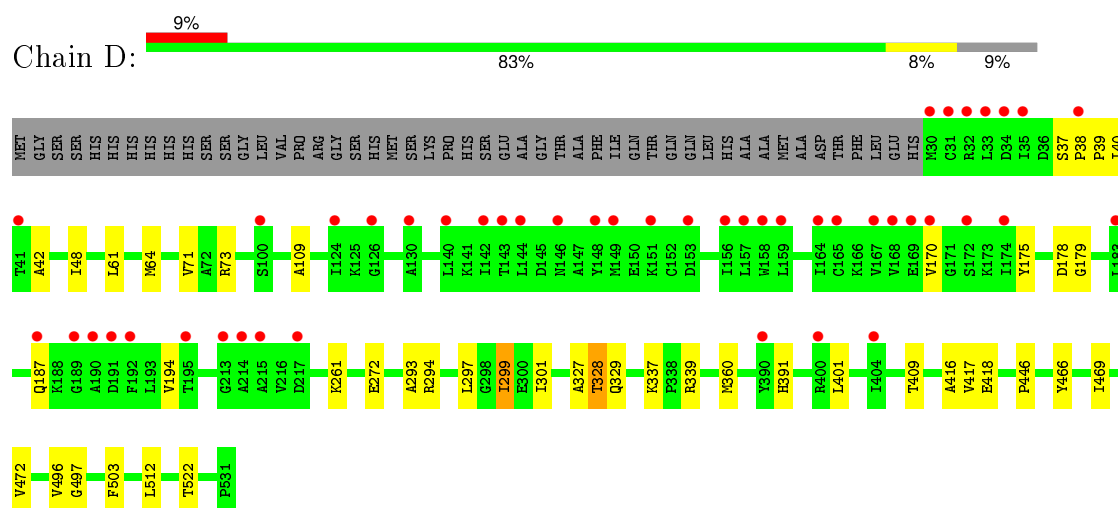 9%
Chain D:
83% 8% 9%
MET GLY SER SER HIS HIS HIS HIS HIS HIS SER SER GLY LEU VAL PRO ARG GLY SER HIS MET SER LYS PRO HIS SER GLU ALA GLY THR ALA ALA PHE ILE GLN THR GLN GLN LEU HIS ALA ALA MET ALA ASP THR PHE LEU GLU HIS M30 C31 R32 L33 D34 I35 D36 S37 P38 P39 I40
T41 A42 I48 L61 M64 V71 A72 R73 S100 A109 I124 K125 G126 A130 L140 K141 I142 T143 L144 D145 N146 A147 Y148 M149 E150 K151 C152 D153 I156 L157 W158 L159 I164 C165 K166 V167 V168 E169 V170 G171 S172 K173 I174 Y175 D178 G179 L183
Q187 K188 G189 A190 D191 F192 L193 V194 T195 G213 A214 A215 V216 D217 K261 E272 A293 R294 L297 G298 I299 E300 I301 A327 T328 Q329 K337 P338 R339 M360 Y390 H391 R400 L401 I404 T409 A416 V417 E418 P446 Y466 I469
V472 V496 G497 F503 L512 T522 P531